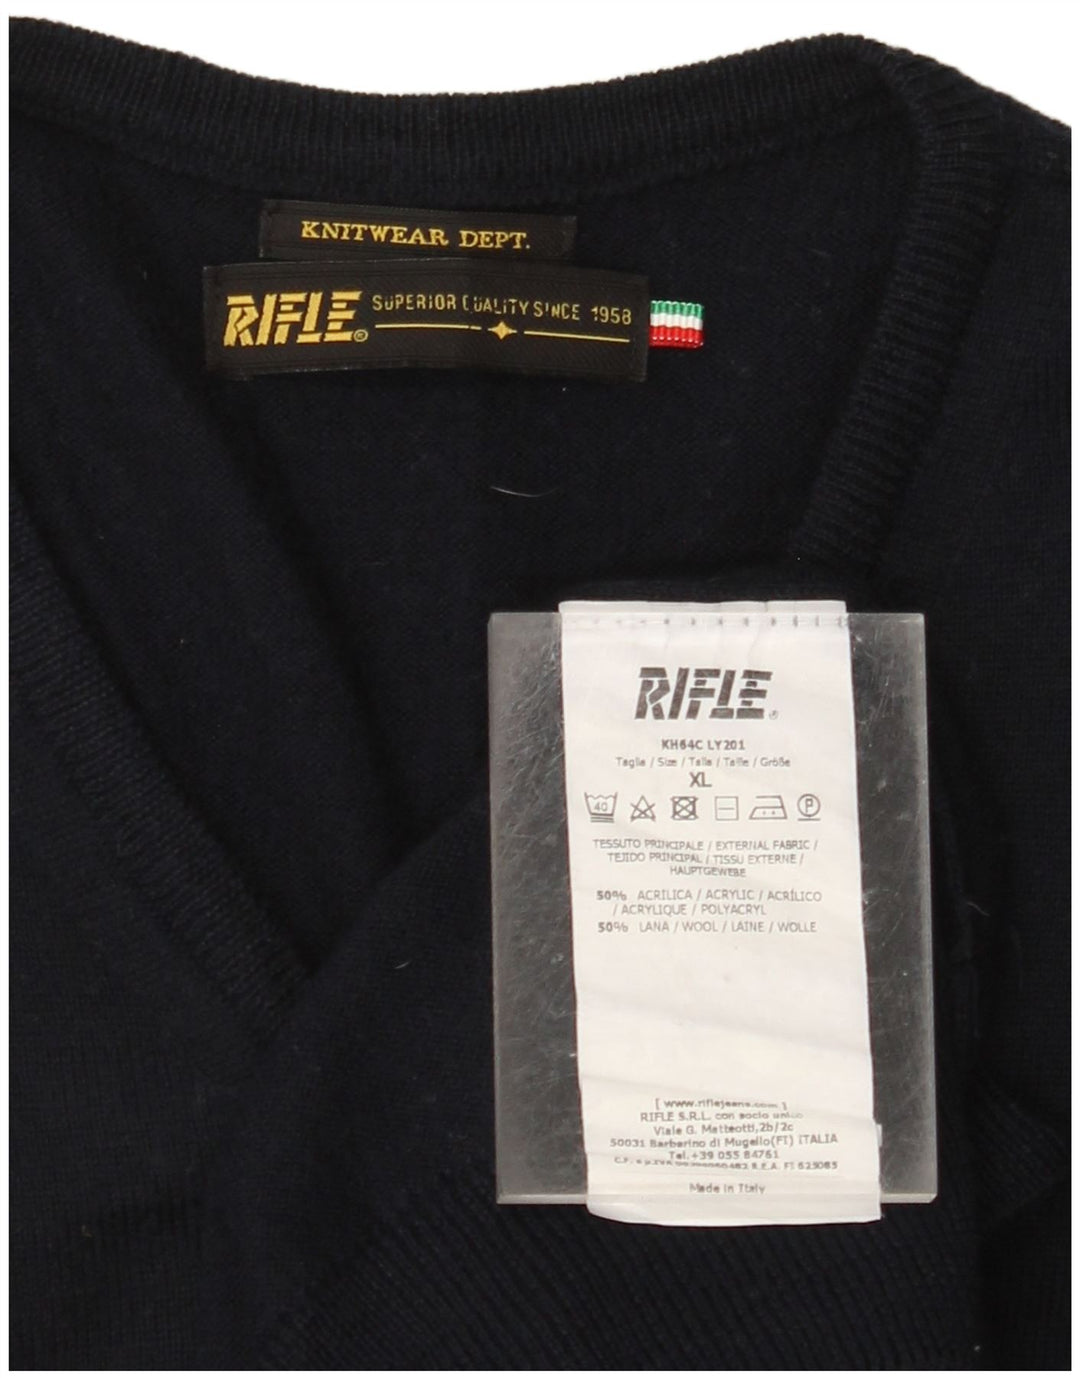 KNITWEAR DEPT.
RIFLE® SUPERIOR QUALITY SINCE 1958
RIFLE®
KH64C LY201
Taglia / Size / Talla / Taille / Größe
XL
40 P
TESSUTO PRINCIPALE / EXTERNAL FABRIC /
TEJIDO PRINCIPAL / TISSU EXTERNE /
HAUPTGEWEBE
50% ACRILICA / ACRYLIC / ACRÍLICO
/ ACRYLIQUE / POLYACRYL
50% LANA / WOOL / LAINE / WOLLE
[ www.riflejeans.com ]
RIFLE S.R.L. con socio unico
Viale G. Matteotti,2b/2c
50031 Barberino di Mugello(FI) ITALIA
Tel.+39 055 84761
R.E.A. FI 525085
Made in Italy